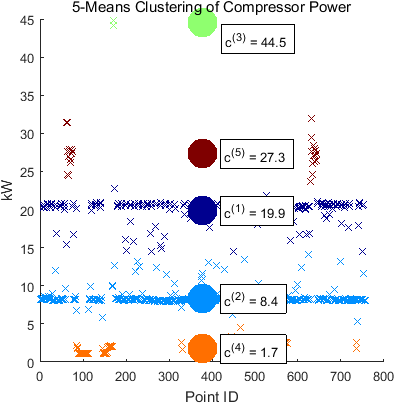 5-Means Clustering of Compressor Power
45
40
35
30
25
20
15
10
5
0
kW
c(3) = 44.5
c(5) = 27.3
c(1) = 19.9
c(2) = 8.4
c(4) = 1.7
0 100 200 300 400 500 600 700 800
Point ID